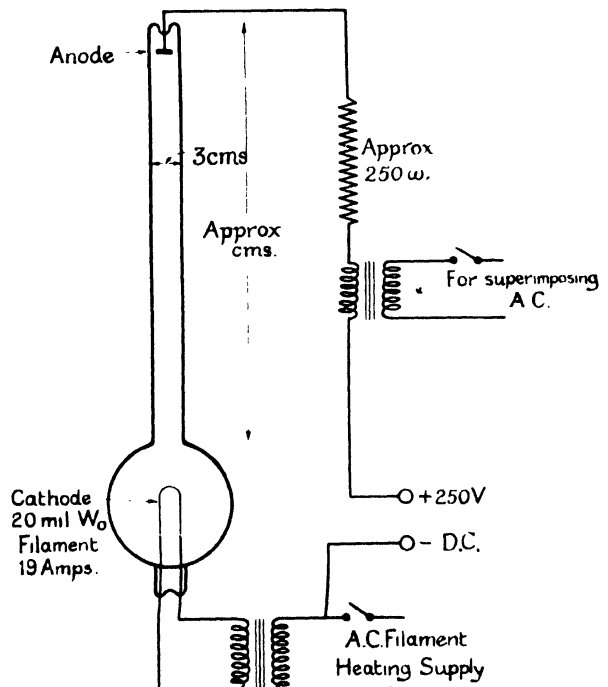 Anode
3cms
Approx
250 ω.
Approx
cms.
For superimposing
A C.
Cathode
20 mil Wo
Filament
19 Amps.
+250V
- D.C.
A.C. Filament
Heating Supply